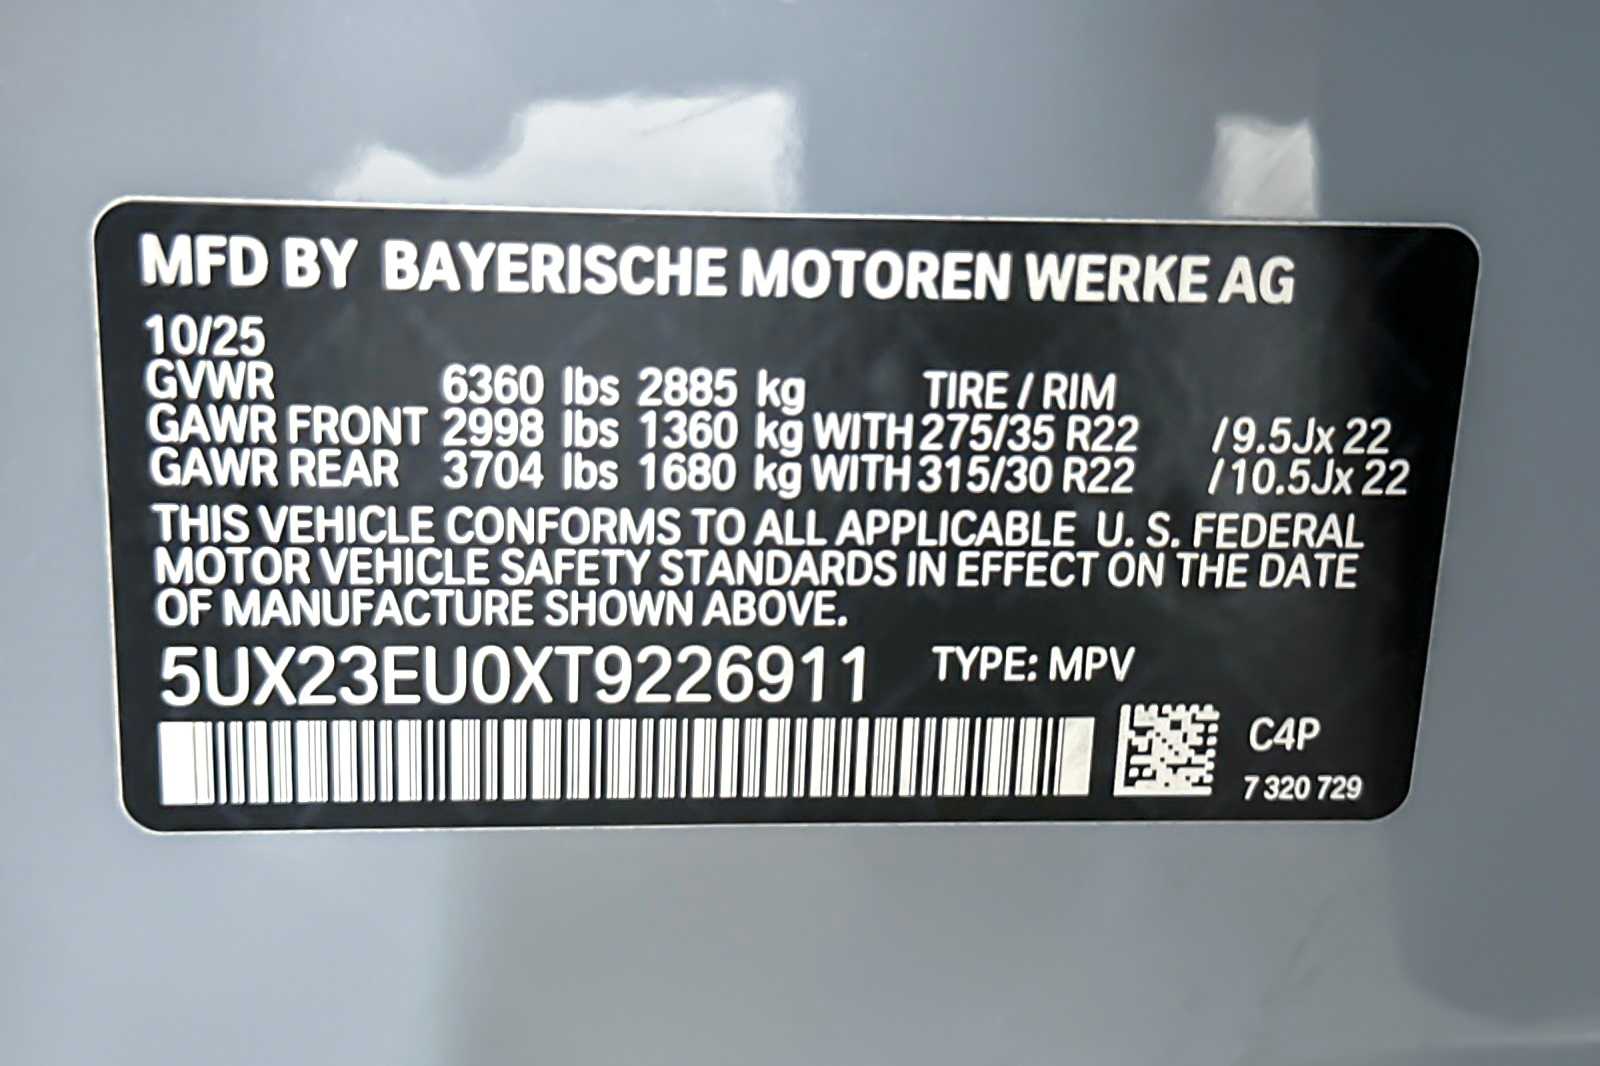 MFD BY BAYERISCHE MOTOREN WERKE AG
10/25
GVWR 6360 lbs 2885 kg TIRE / RIM
GAWR FRONT 2998 lbs 1360 kg WITH 275/35 R22 /9.5Jx 22
GAWR REAR 3704 lbs 1680 kg WITH 315/30 R22 /10.5Jx 22
THIS VEHICLE CONFORMS TO ALL APPLICABLE U. S. FEDERAL
MOTOR VEHICLE SAFETY STANDARDS IN EFFECT ON THE DATE
OF MANUFACTURE SHOWN ABOVE.
5UX23EU0XT9226911 TYPE: MPV
C4P
7 320 729